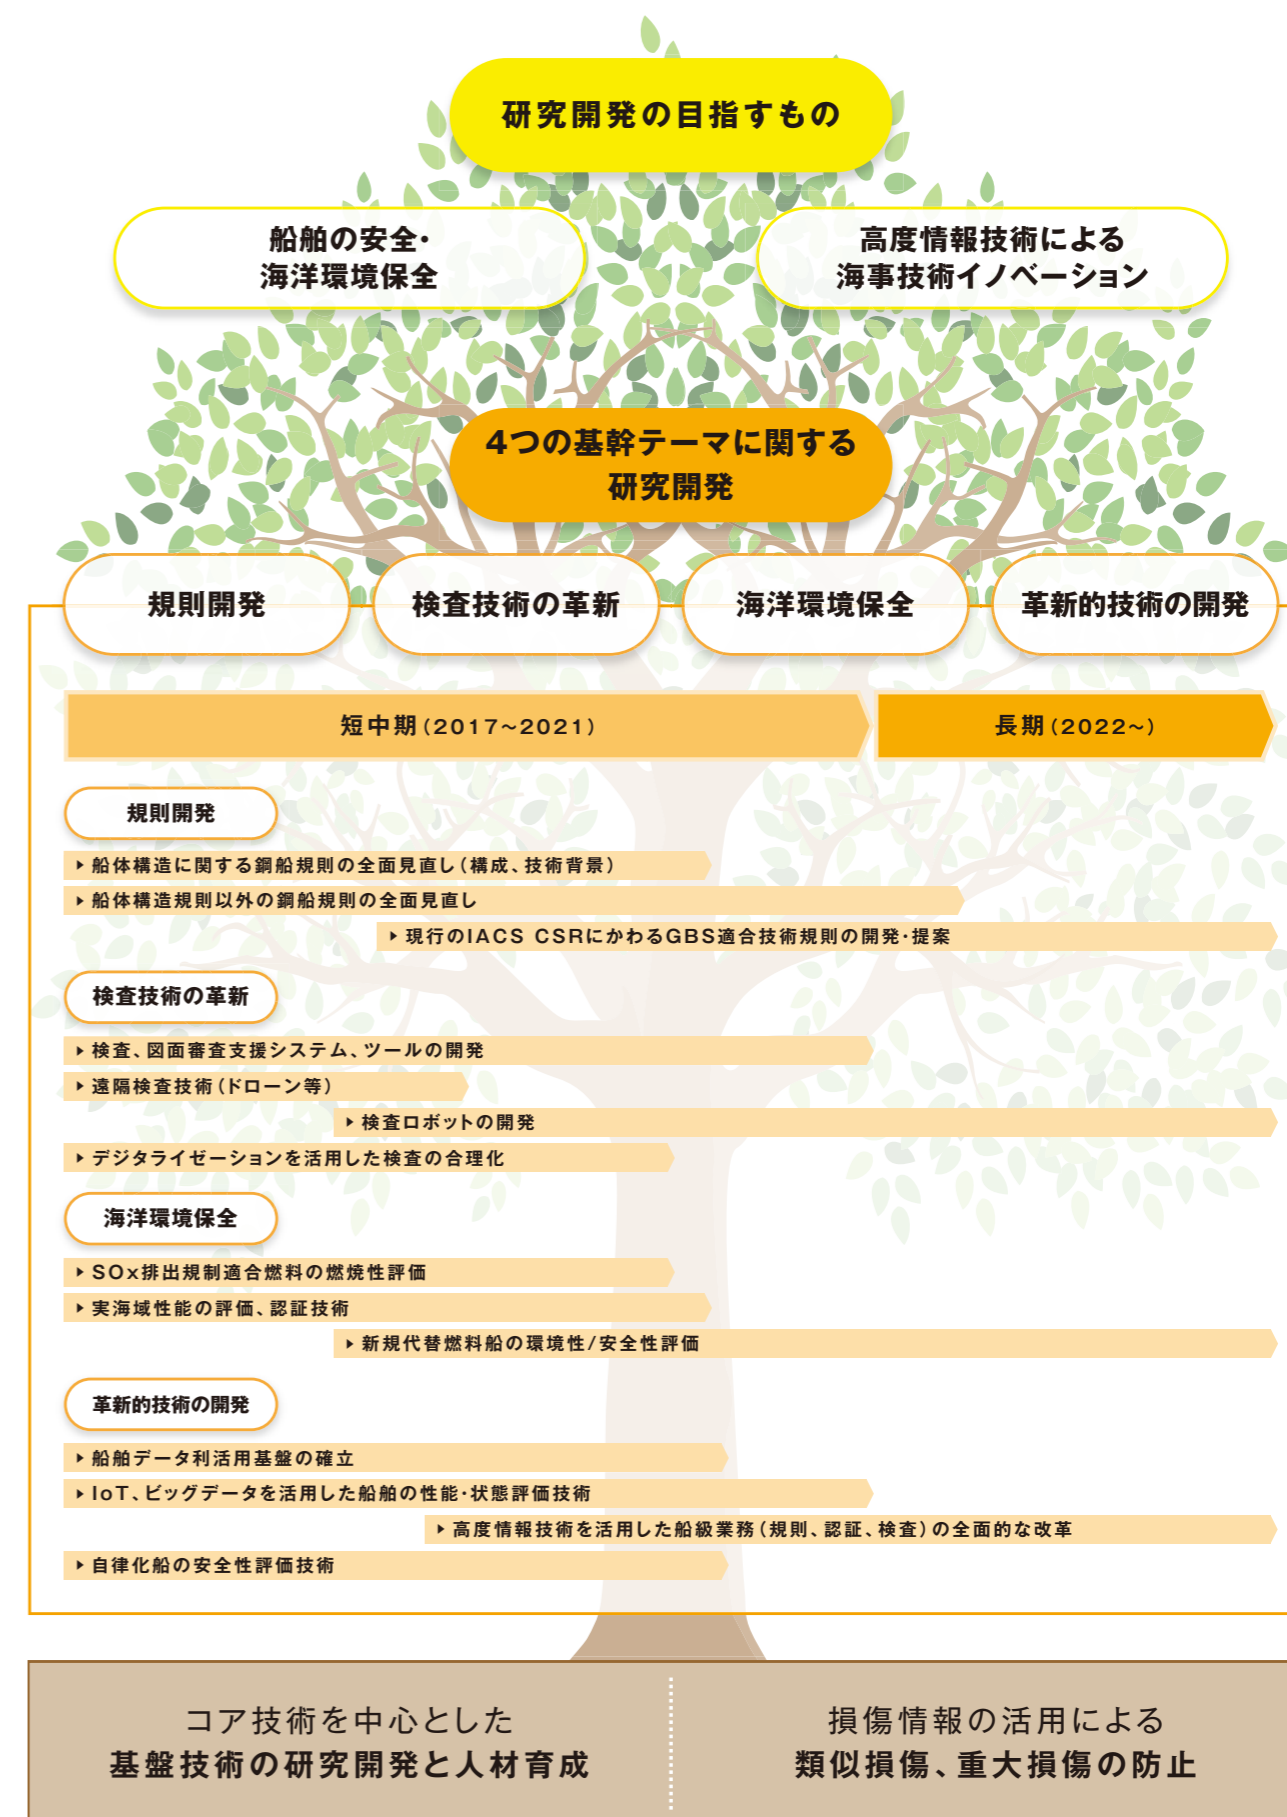 研究開発の目指すもの
船舶の安全・
海洋環境保全
高度情報技術による
海事技術イノベーション
4つの基幹テーマに関する
研究開発
規則開発
検査技術の革新
海洋環境保全
革新的技術の開発
短中期(2017～2021)
長期(2022～)
規則開発
▶船体構造に関する鋼船規則の全面見直し(構成、技術背景)
▶船体構造規則以外の鋼船規則の全面見直し
▶現行のIACS CSRにかわるGBS適合技術規則の開発・提案
検査技術の革新
▶検査、図面審査支援システム、ツールの開発
▶遠隔検査技術(ドローン等)
▶検査ロボットの開発
▶デジタライゼーションを活用した検査の合理化
海洋環境保全
▶SOx排出規制適合燃料の燃焼性評価
▶実海域性能の評価、認証技術
▶新規代替燃料船の環境性/安全性評価
革新的技術の開発
▶船舶データ利活用基盤の確立
▶IoT、ビッグデータを活用した船舶の性能・状態評価技術
▶高度情報技術を活用した船級業務(規則、認証、検査)の全面的な改革
▶自律化船の安全性評価技術
コア技術を中心とした
基盤技術の研究開発と人材育成
損傷情報の活用による
類似損傷、重大損傷の防止